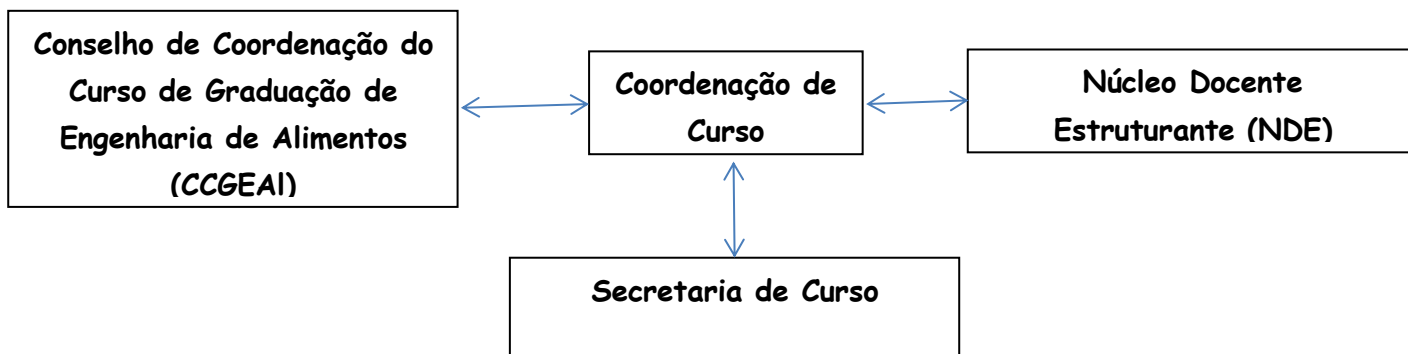 Conselho de Coordenação do
Curso de Graduação de
Engenharia de Alimentos
(CCGEAl)
Coordenação de
Curso
Núcleo Docente
Estruturante (NDE)
Secretaria de Curso